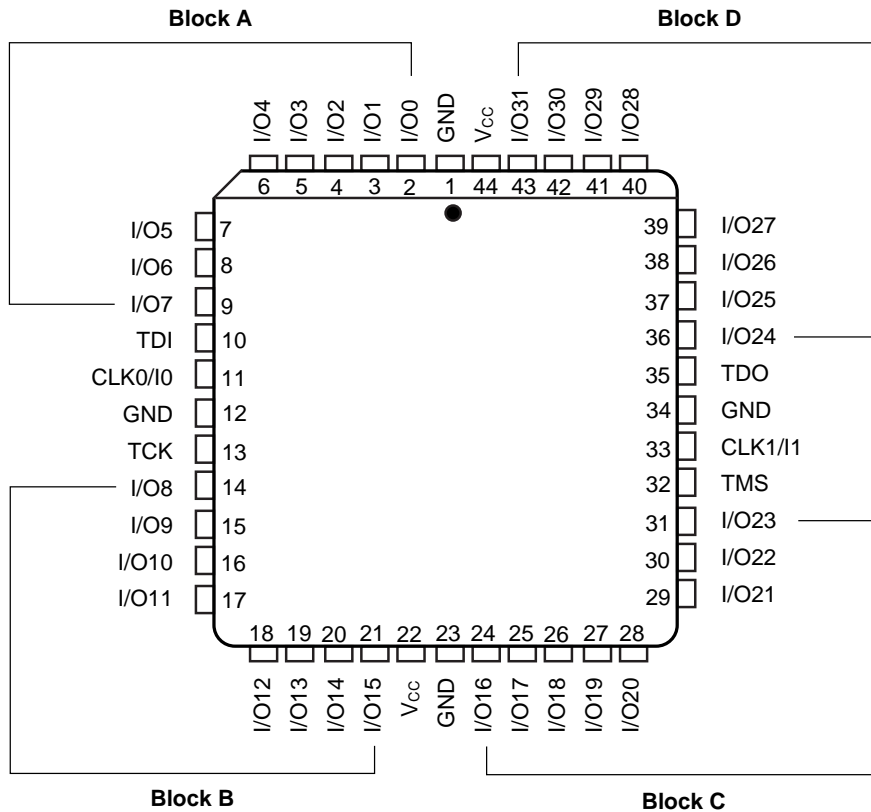 Block A
Block D
I/O4
I/O3
I/O2
I/O1
I/O0
GND
VCC
I/O31
I/O30
I/O29
I/O28
6 5 4 3 2 1 44 43 42 41 40
I/O5 7
I/O6 8
I/O7 9
TDI 10
CLK0/I0 11
GND 12
TCK 13
I/O8 14
I/O9 15
I/O10 16
I/O11 17
39 I/O27
38 I/O26
37 I/O25
36 I/O24
35 TDO
34 GND
33 CLK1/I1
32 TMS
31 I/O23
30 I/O22
29 I/O21
18 19 20 21 22 23 24 25 26 27 28
I/O12
I/O13
I/O14
I/O15
VCC
GND
I/O16
I/O17
I/O18
I/O19
I/O20
Block B
Block C